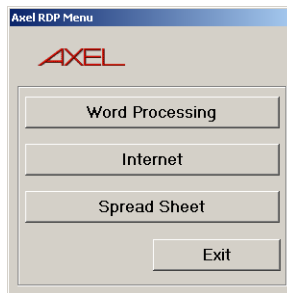 Axel RDP Menu
AXEL
Word Processing
Internet
Spread Sheet
Exit